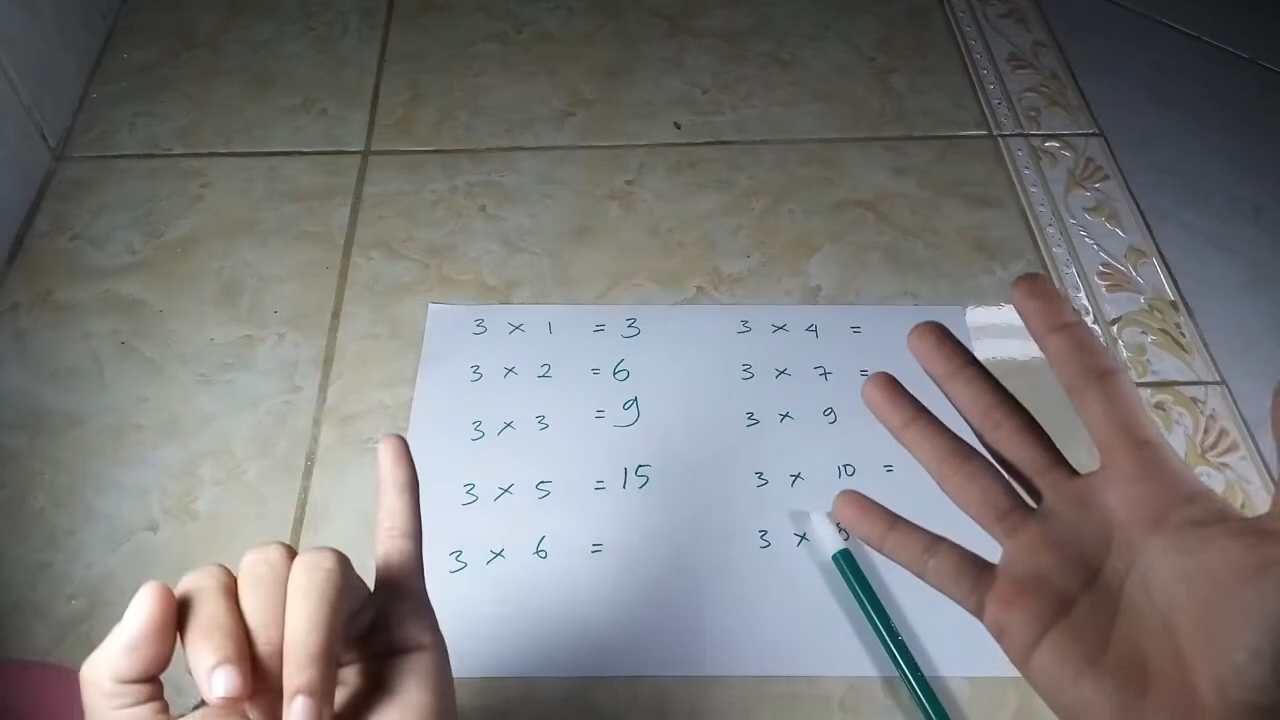 3 × 1 = 3
3 × 2 = 6
3 × 3 = 9
3 × 5 = 15
3 × 6 =
3 × 4 =
3 × 7 =
3 × 9
3 × 10 =
3 ×